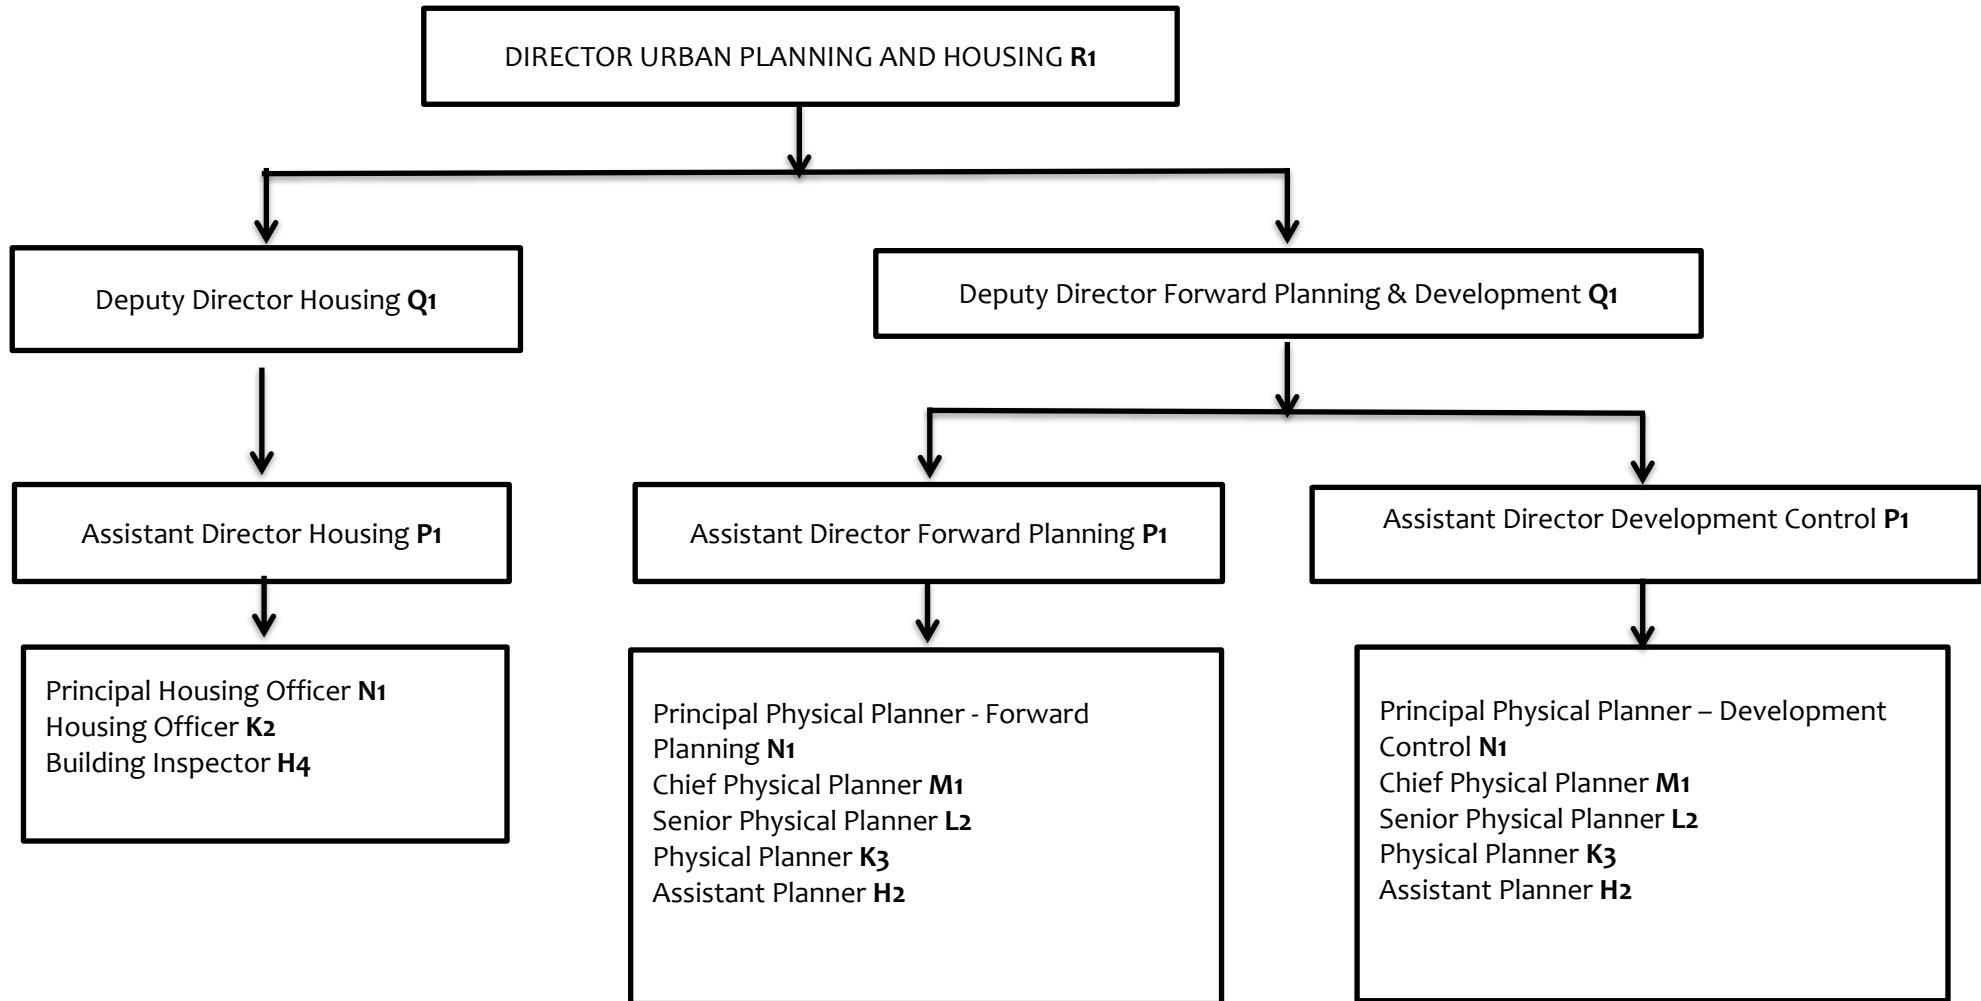 DIRECTOR URBAN PLANNING AND HOUSING R1
Deputy Director Housing Q1
Deputy Director Forward Planning & Development Q1
Assistant Director Housing P1
Assistant Director Forward Planning P1
Assistant Director Development Control P1
Principal Housing Officer N1
Housing Officer K2
Building Inspector H4
Principal Physical Planner - Forward
Planning N1
Chief Physical Planner M1
Senior Physical Planner L2
Physical Planner K3
Assistant Planner H2
Principal Physical Planner – Development
Control N1
Chief Physical Planner M1
Senior Physical Planner L2
Physical Planner K3
Assistant Planner H2